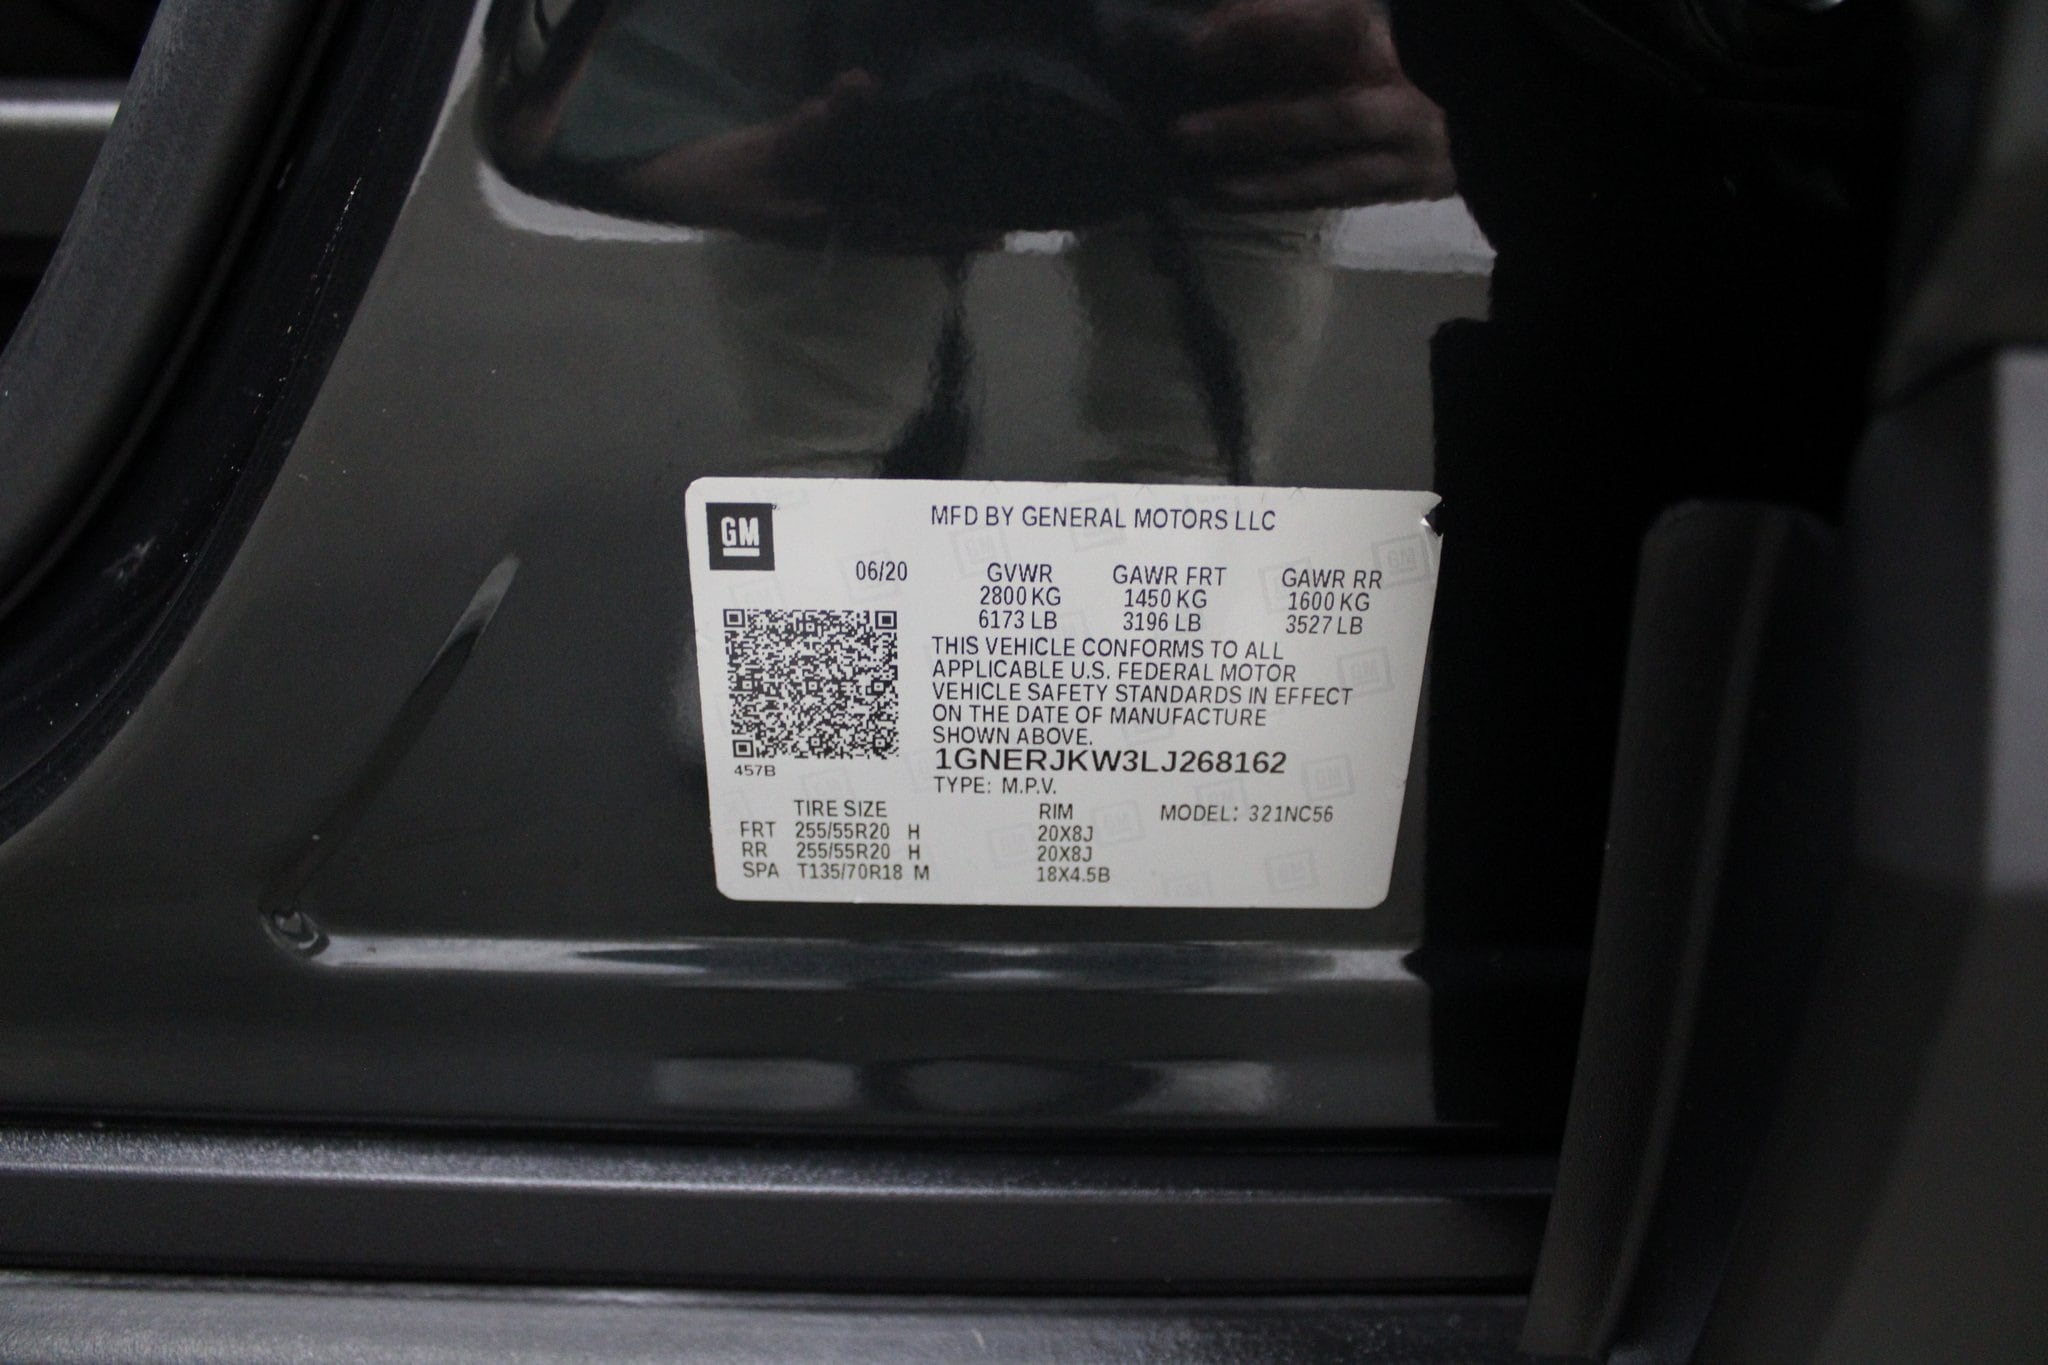 GM
MFD BY GENERAL MOTORS LLC
06/20 GVWR GAWR FRT GAWR RR
2800 KG 1450 KG 1600 KG
6173 LB 3196 LB 3527 LB
THIS VEHICLE CONFORMS TO ALL
APPLICABLE U.S. FEDERAL MOTOR
VEHICLE SAFETY STANDARDS IN EFFECT
ON THE DATE OF MANUFACTURE
SHOWN ABOVE.
1GNERJKW3LJ268162
457B
TYPE: M.P.V.
TIRE SIZE RIM MODEL: 321NC56
FRT 255/55R20 H 20X8J
RR 255/55R20 H 20X8J
SPA T135/70R18 M 18X4.5B